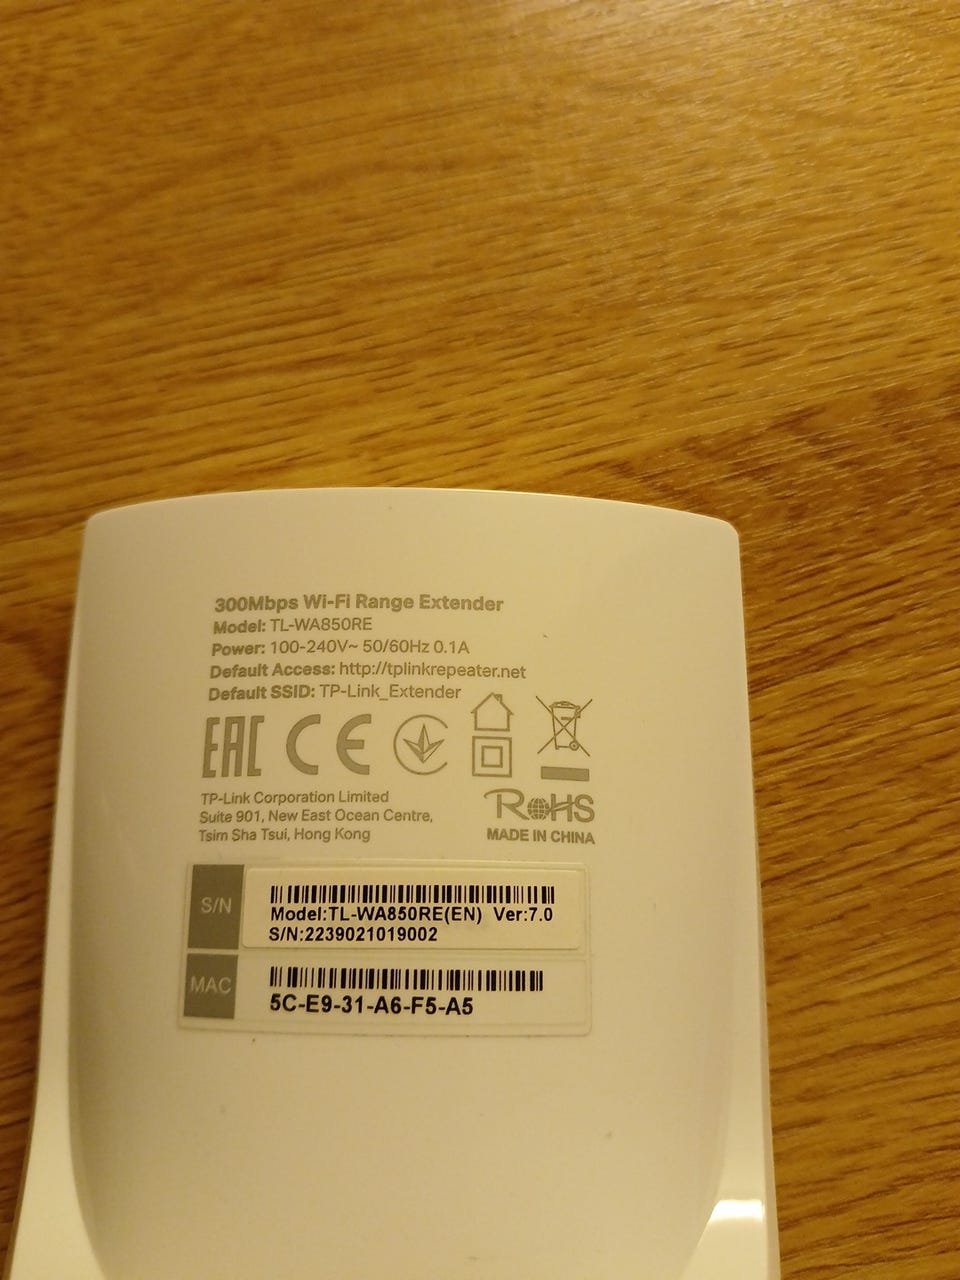 300Mbps Wi-Fi Range Extender
Model: TL-WA850RE
Power: 100-240V~ 50/60Hz 0.1A
Default Access: http://tplinkrepeater.net
Default SSID: TP-Link_Extender
EAC CE
TP-Link Corporation Limited
Suite 901, New East Ocean Centre,
Tsim Sha Tsui, Hong Kong
RoHS
MADE IN CHINA
S/N
Model:TL-WA850RE(EN) Ver:7.0
S/N:2239021019002
MAC
5C-E9-31-A6-F5-A5